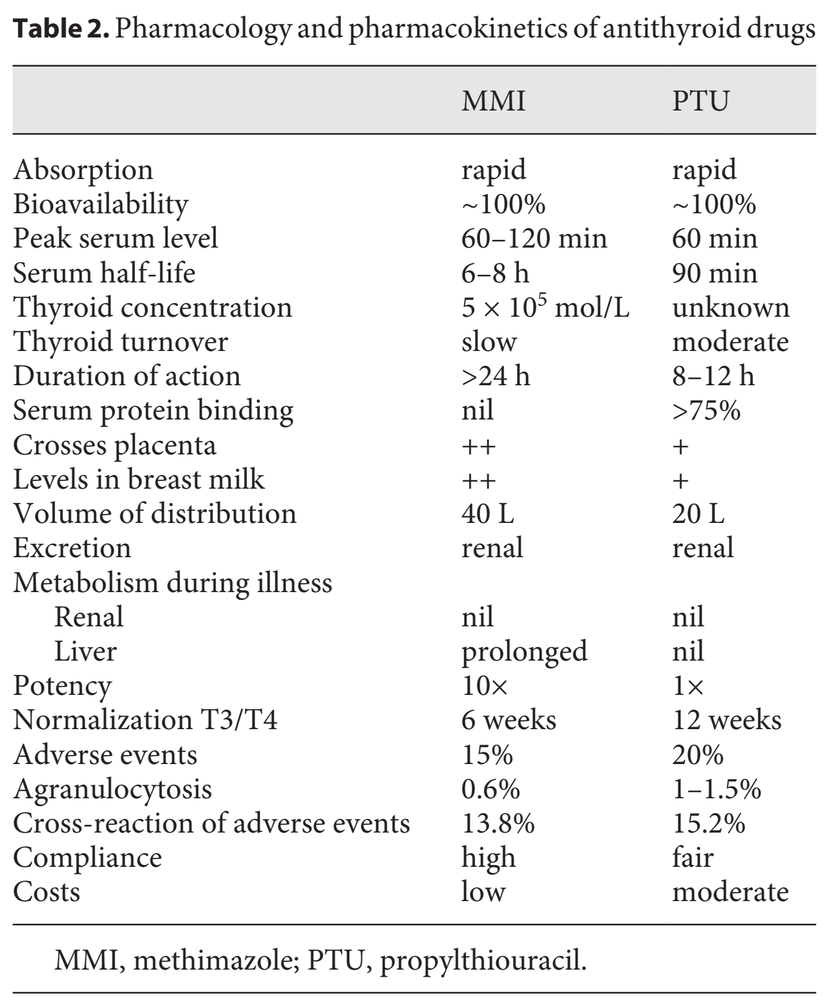 Table 2. Pharmacology and pharmacokinetics of antithyroid drugs
MMI PTU
Absorption rapid rapid
Bioavailability ~100% ~100%
Peak serum level 60–120 min 60 min
Serum half-life 6–8 h 90 min
Thyroid concentration 5 × 10⁵ mol/L unknown
Thyroid turnover slow moderate
Duration of action >24 h 8–12 h
Serum protein binding nil >75%
Crosses placenta ++ +
Levels in breast milk ++ +
Volume of distribution 40 L 20 L
Excretion renal renal
Metabolism during illness
Renal nil nil
Liver prolonged nil
Potency 10× 1×
Normalization T3/T4 6 weeks 12 weeks
Adverse events 15% 20%
Agranulocytosis 0.6% 1–1.5%
Cross-reaction of adverse events 13.8% 15.2%
Compliance high fair
Costs low moderate
MMI, methimazole; PTU, propylthiouracil.